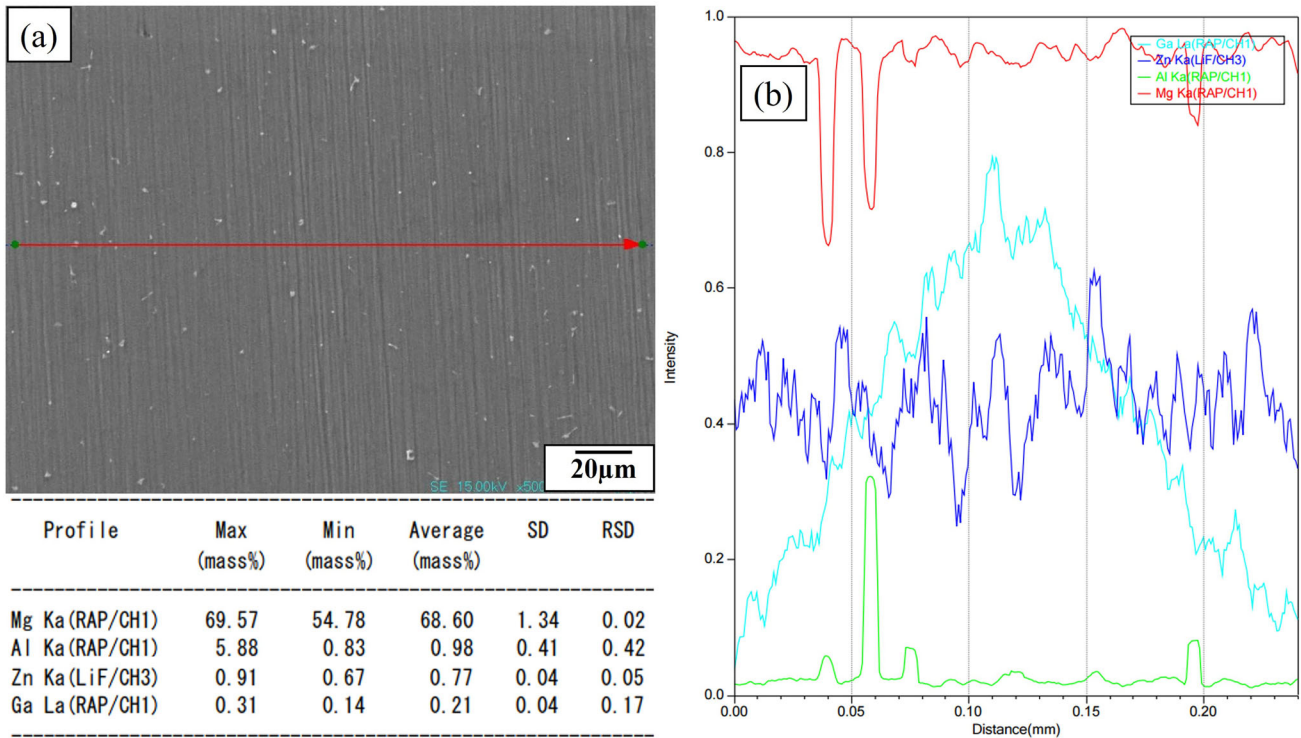 (a)
20μm
SE 15.00kV x500
Profile Max Min Average SD RSD
(mass%) (mass%) (mass%)
Mg Ka(RAP/CH1) 69.57 54.78 68.60 1.34 0.02
Al Ka(RAP/CH1) 5.88 0.83 0.98 0.41 0.42
Zn Ka(LiF/CH3) 0.91 0.67 0.77 0.04 0.05
Ga La(RAP/CH1) 0.31 0.14 0.21 0.04 0.17
(b)
Ga La(RAP/CH1)
Zn Ka(LiF/CH3)
Al Ka(RAP/CH1)
Mg Ka(RAP/CH1)
1.0
0.8
0.6
0.4
0.2
0.0
Intensity
0.00 0.05 0.10 0.15 0.20
Distance(mm)